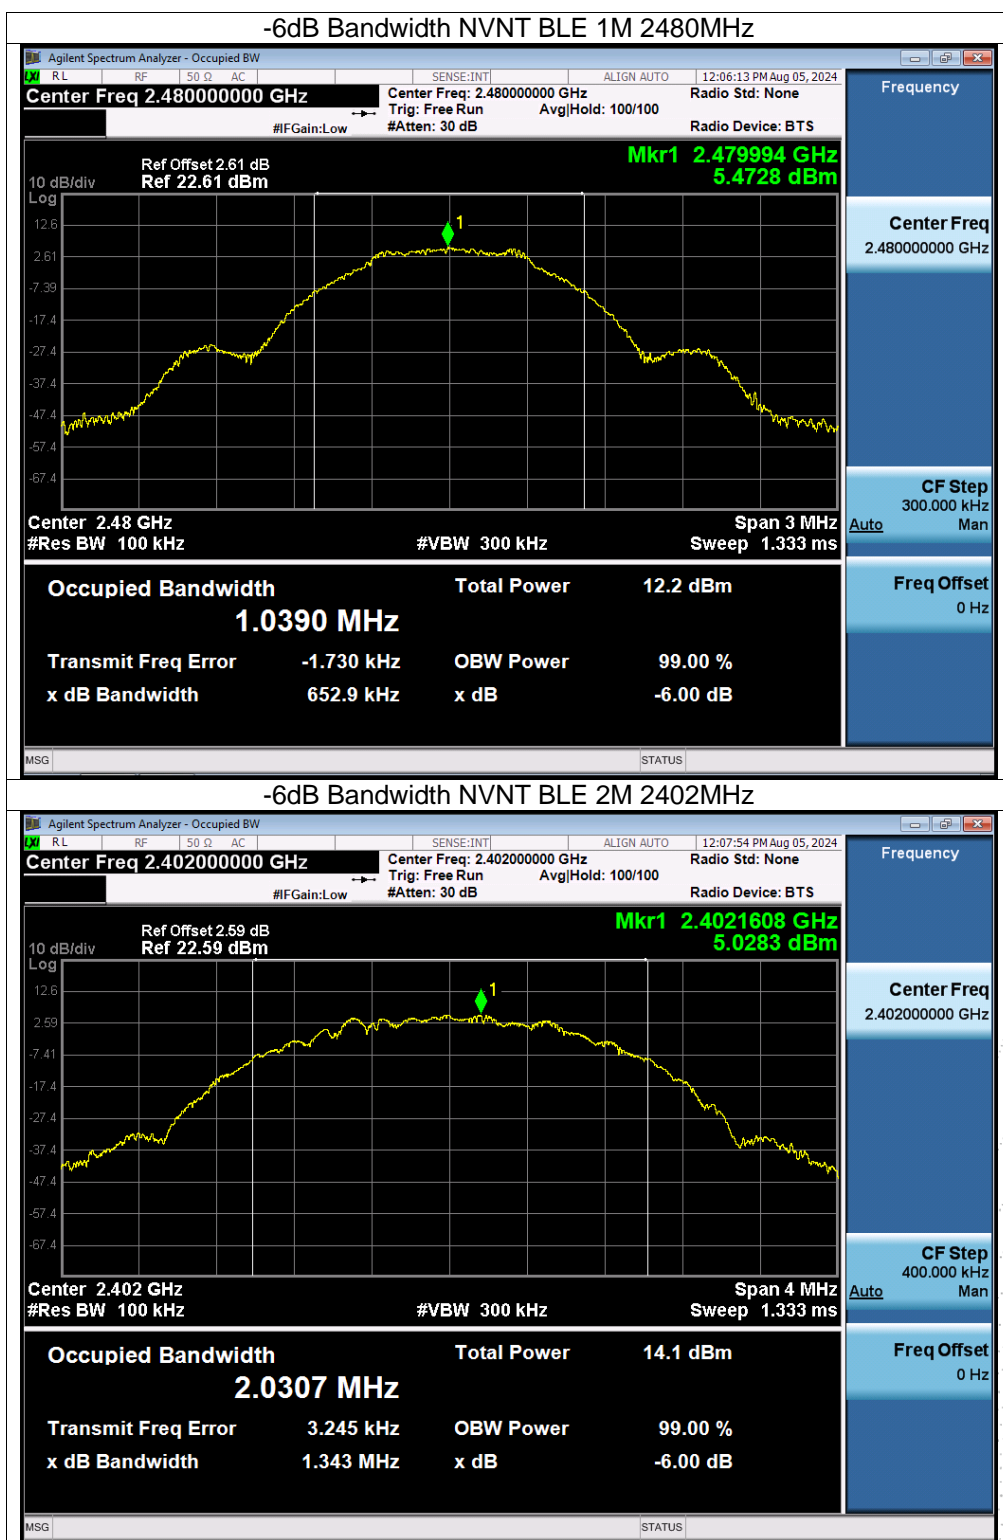 -6dB Bandwidth NVNT BLE 1M 2480MHz
Agilent Spectrum Analyzer - Occupied BW
LXI RL RF 50 Ω AC SENSE:INT ALIGN AUTO 12:06:13 PM Aug 05, 2024
Center Freq 2.480000000 GHz
Center Freq: 2.480000000 GHz
Radio Std: None
Trig: Free Run Avg|Hold: 100/100
#IFGain:Low #Atten: 30 dB Radio Device: BTS
Frequency
Mkr1 2.479994 GHz
5.4728 dBm
Ref Offset 2.61 dB
10 dB/div Ref 22.61 dBm
Log
12.6
2.61
-7.39
-17.4
-27.4
-37.4
-47.4
-57.4
-67.4
1
Center Freq
2.480000000 GHz
CF Step
300.000 kHz
Auto Man
Freq Offset
0 Hz
Center 2.48 GHz Span 3 MHz
#Res BW 100 kHz #VBW 300 kHz Sweep 1.333 ms
Occupied Bandwidth Total Power 12.2 dBm
1.0390 MHz
Transmit Freq Error -1.730 kHz OBW Power 99.00 %
x dB Bandwidth 652.9 kHz x dB -6.00 dB
MSG STATUS
-6dB Bandwidth NVNT BLE 2M 2402MHz
Agilent Spectrum Analyzer - Occupied BW
LXI RL RF 50 Ω AC SENSE:INT ALIGN AUTO 12:07:54 PM Aug 05, 2024
Center Freq 2.402000000 GHz
Center Freq: 2.402000000 GHz
Radio Std: None
Trig: Free Run Avg|Hold: 100/100
#IFGain:Low #Atten: 30 dB Radio Device: BTS
Frequency
Mkr1 2.4021608 GHz
5.0283 dBm
Ref Offset 2.59 dB
10 dB/div Ref 22.59 dBm
Log
12.6
2.59
-7.41
-17.4
-27.4
-37.4
-47.4
-57.4
-67.4
1
Center Freq
2.402000000 GHz
CF Step
400.000 kHz
Auto Man
Freq Offset
0 Hz
Center 2.402 GHz Span 4 MHz
#Res BW 100 kHz #VBW 300 kHz Sweep 1.333 ms
Occupied Bandwidth Total Power 14.1 dBm
2.0307 MHz
Transmit Freq Error 3.245 kHz OBW Power 99.00 %
x dB Bandwidth 1.343 MHz x dB -6.00 dB
MSG STATUS